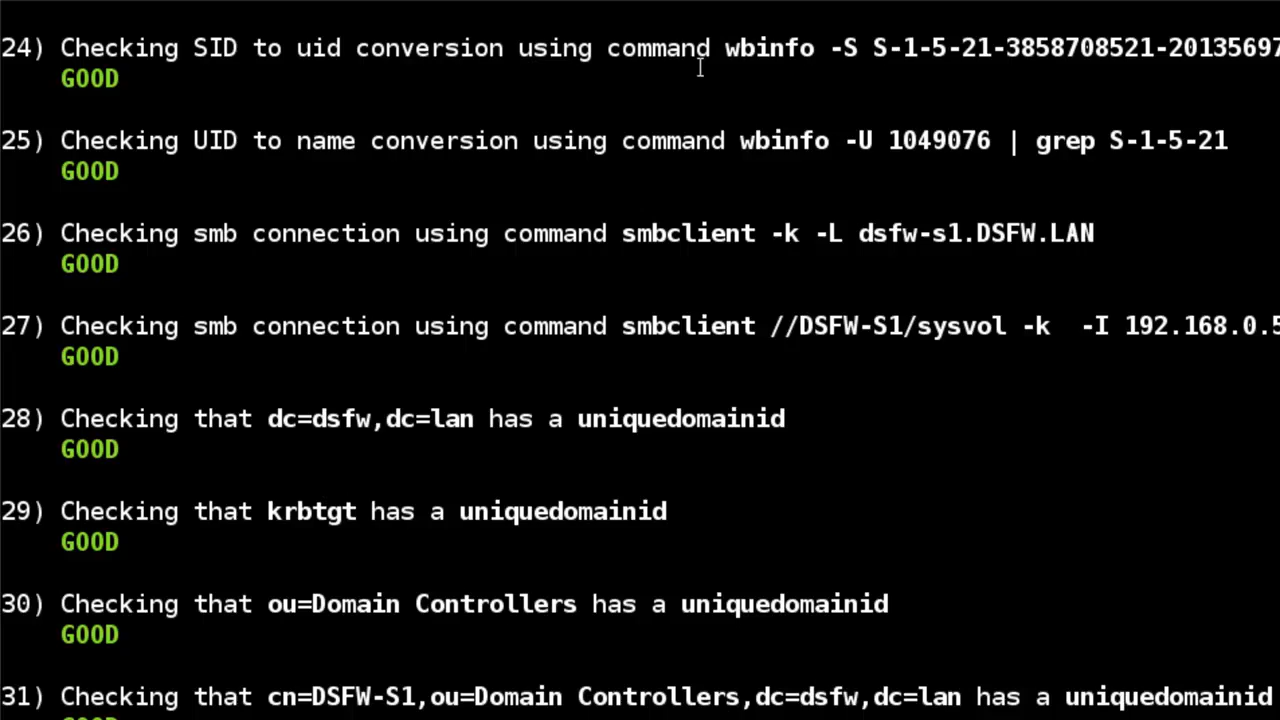 24) Checking SID to uid conversion using command wbinfo -S S-1-5-21-3858708521-20135697
GOOD
25) Checking UID to name conversion using command wbinfo -U 1049076 | grep S-1-5-21
GOOD
26) Checking smb connection using command smbclient -k -L dsfw-s1.DSFW.LAN
GOOD
27) Checking smb connection using command smbclient //DSFW-S1/sysvol -k  -I 192.168.0.5
GOOD
28) Checking that dc=dsfw,dc=lan has a uniquedomainid
GOOD
29) Checking that krbtgt has a uniquedomainid
GOOD
30) Checking that ou=Domain Controllers has a uniquedomainid
GOOD
31) Checking that cn=DSFW-S1,ou=Domain Controllers,dc=dsfw,dc=lan has a uniquedomainid